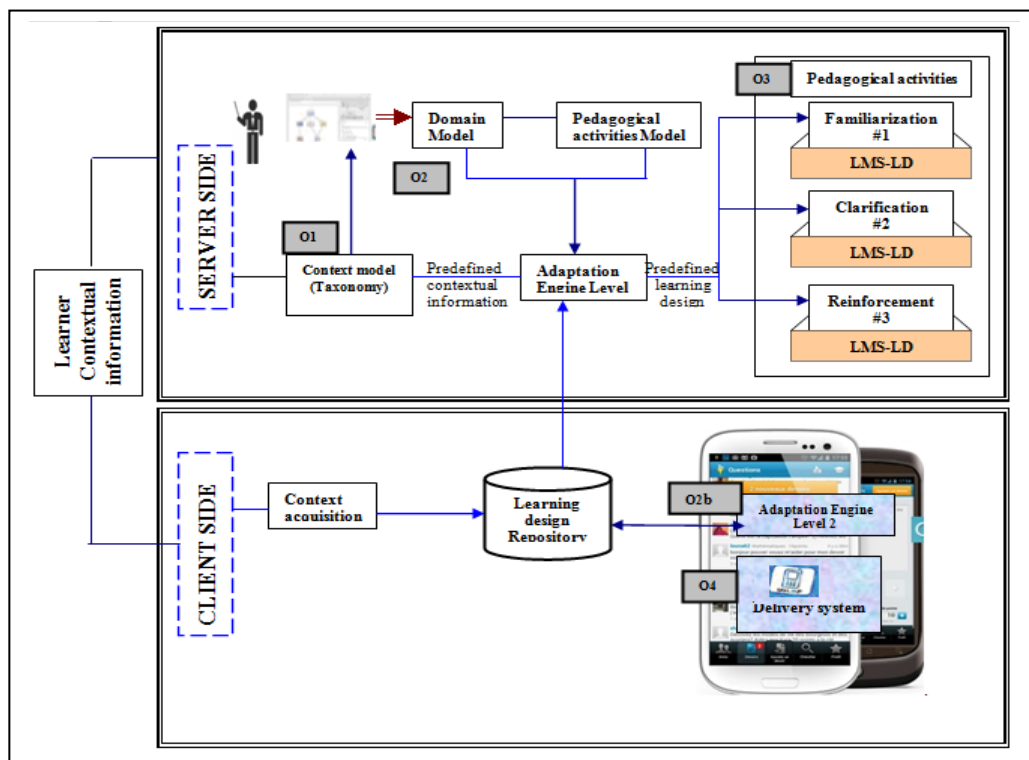 Learner
Contextual
information
SERVER SIDE
O1
Context model
(Taxonomy)
Domain
Model
O2
Pedagogical
activities Model
Predefined
contextual
information
Adaptation
Engine Level
Predefined
learning
design
O3
Pedagogical activities
Familiarization
#1
LMS-LD
Clarification
#2
LMS-LD
Reinforcement
#3
LMS-LD
CLIENT SIDE
Context
acquisition
Learning
design
Repository
Questions
O2b
Adaptation Engine
Level 2
O4
Delivery system